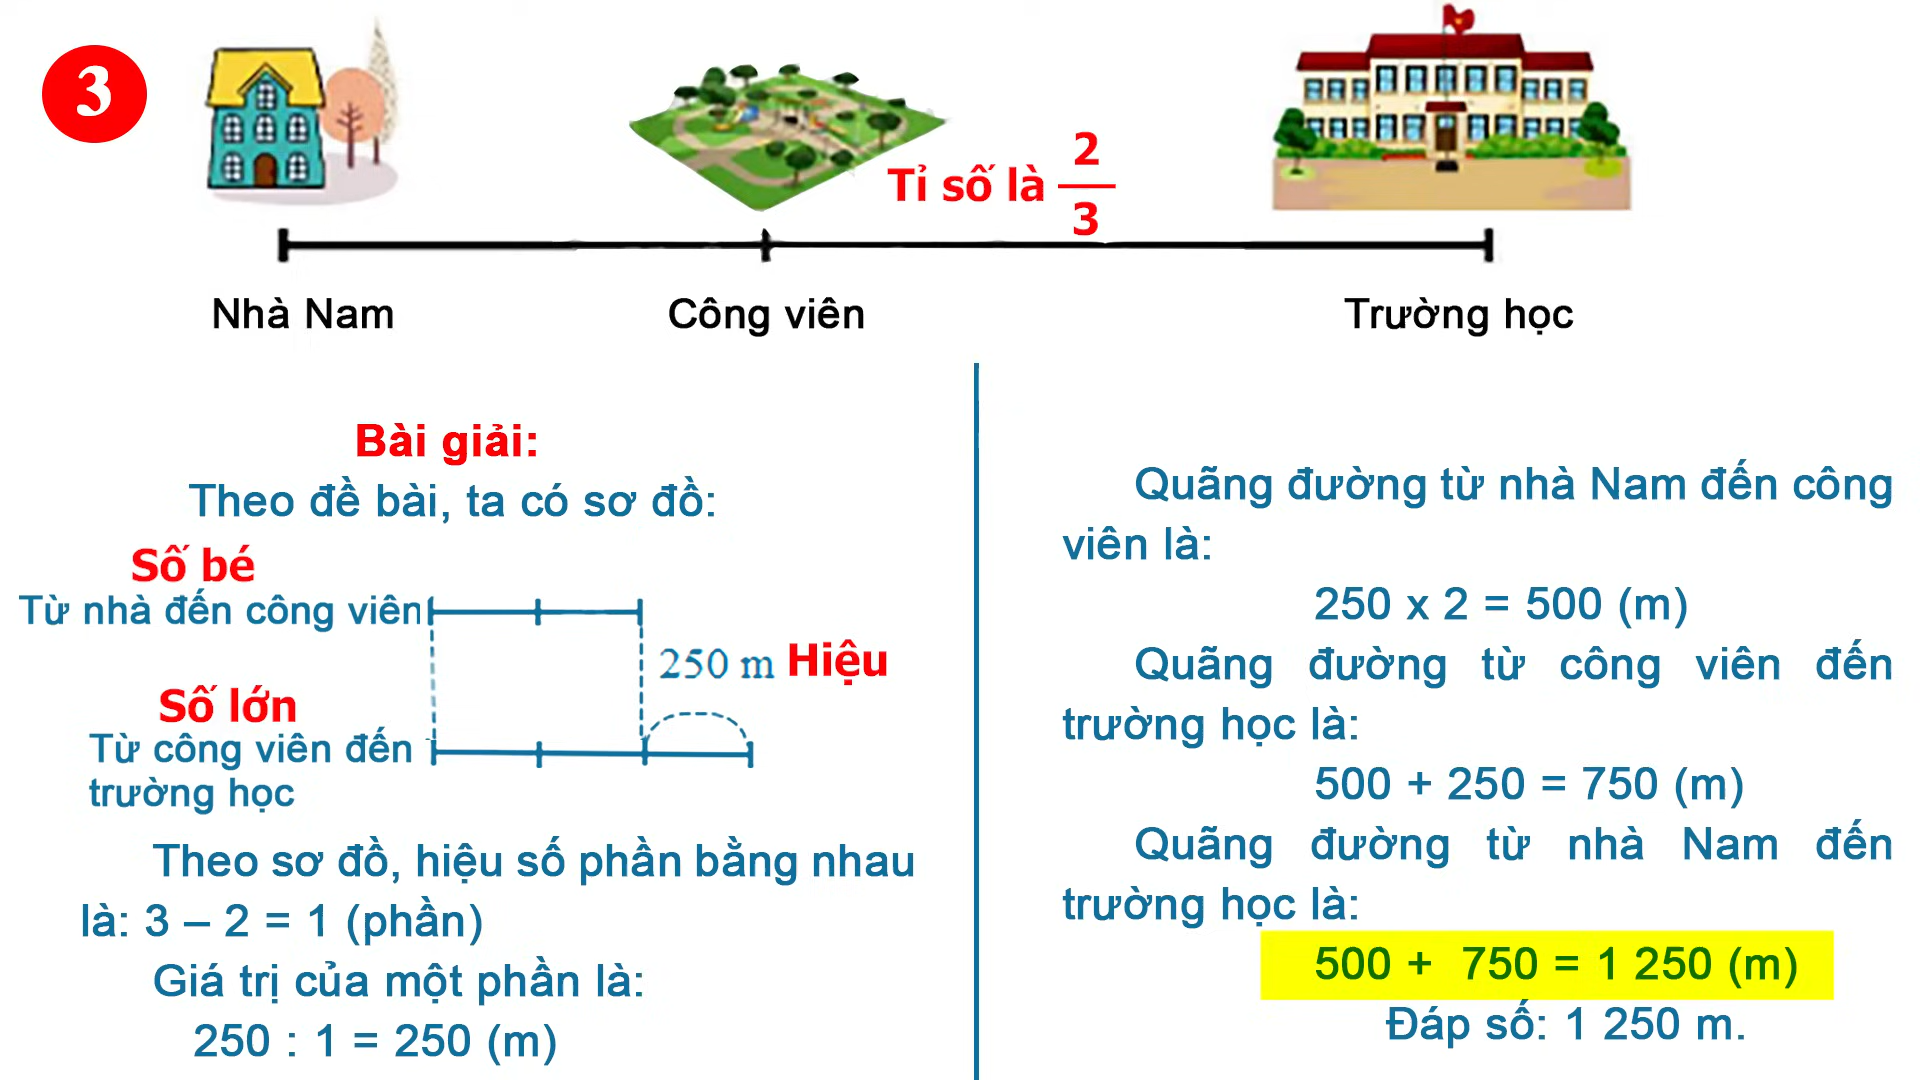 3
Tỉ số là 2/3
Nhà Nam
Công viên
Trường học
Bài giải:
Theo đề bài, ta có sơ đồ:
Số bé
Từ nhà đến công viên
250 m Hiệu
Số lớn
Từ công viên đến
trường học
Theo sơ đồ, hiệu số phần bằng nhau
là: 3 – 2 = 1 (phần)
Giá trị của một phần là:
250 : 1 = 250 (m)
Quãng đường từ nhà Nam đến công
viên là:
250 x 2 = 500 (m)
Quãng đường từ công viên đến
trường học là:
500 + 250 = 750 (m)
Quãng đường từ nhà Nam đến
trường học là:
500 + 750 = 1 250 (m)
Đáp số: 1 250 m.